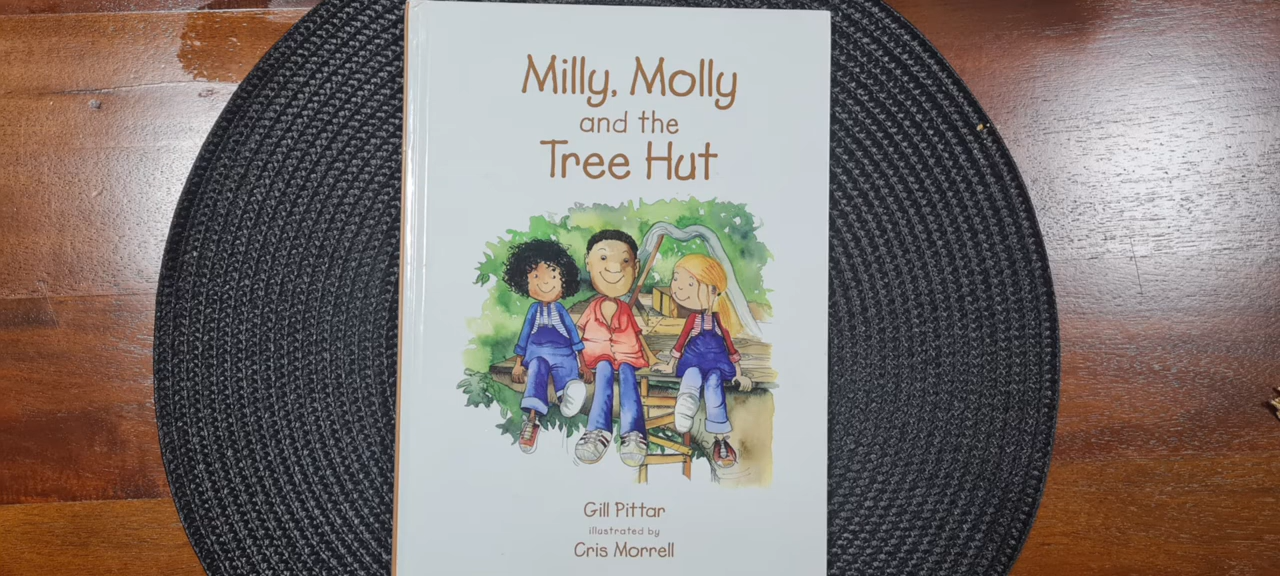 Milly, Molly
and the
Tree Hut
Gill Pittar
illustrated by
Cris Morrell